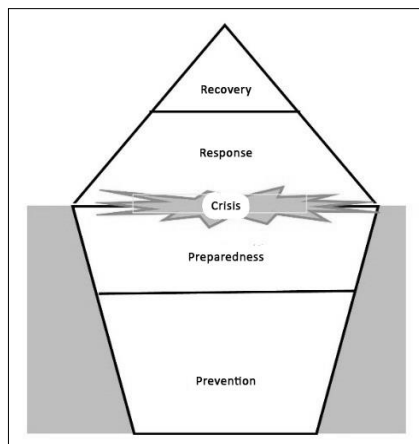 Recovery
Response
Crisis
Preparedness
Prevention